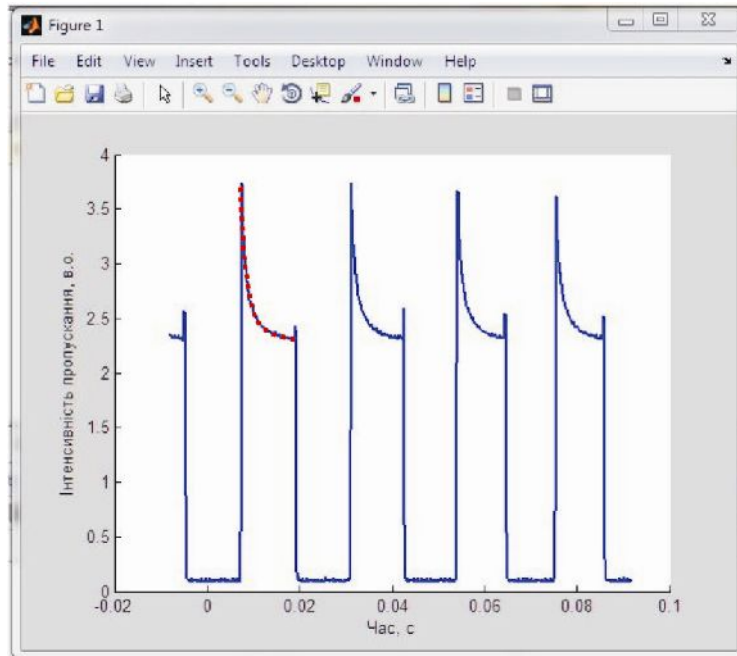 Figure 1
File Edit View Insert Tools Desktop Window Help
4
3.5
3
2.5
2
1.5
1
0.5
0
Інтенсивність пропускання, в.о.
-0.02 0 0.02 0.04 0.06 0.08 0.1
Час, с